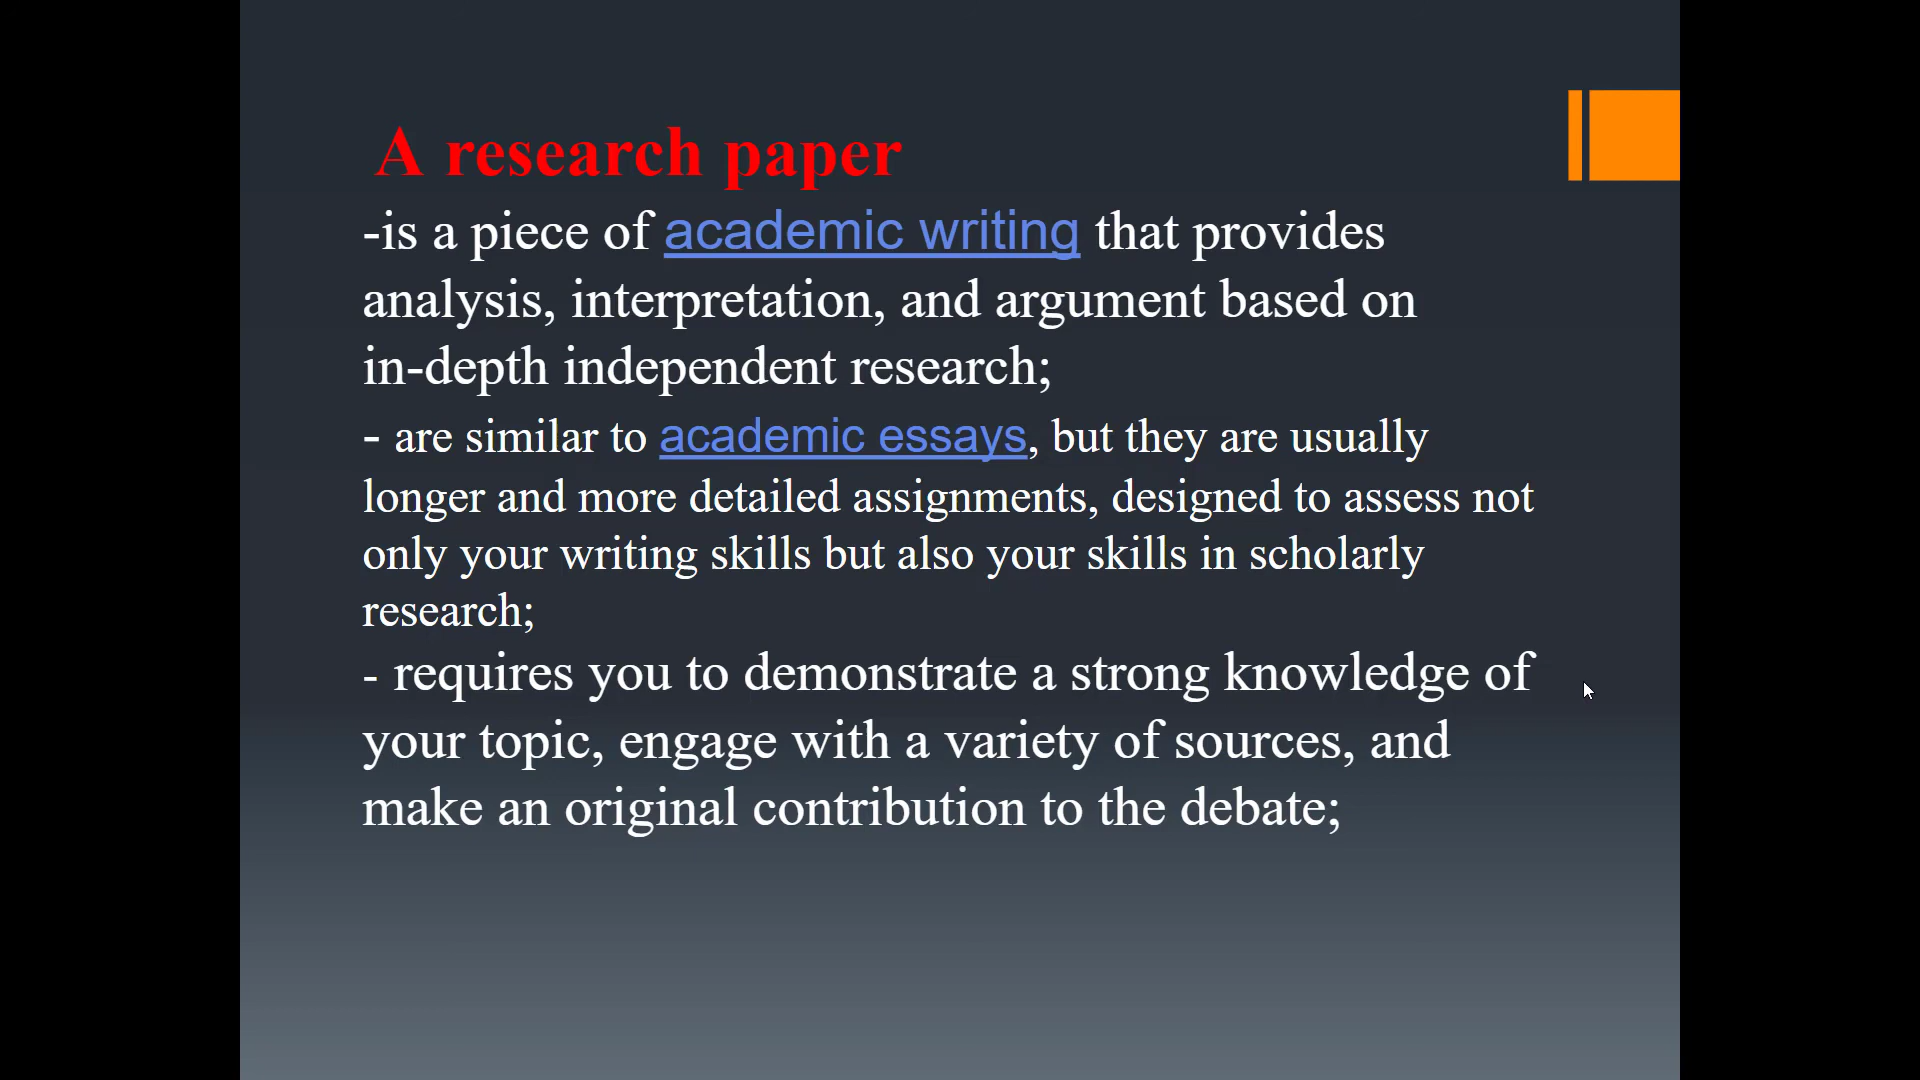 A research paper
-is a piece of academic writing that provides
analysis, interpretation, and argument based on
in-depth independent research;
- are similar to academic essays, but they are usually
longer and more detailed assignments, designed to assess not
only your writing skills but also your skills in scholarly
research;
- requires you to demonstrate a strong knowledge of
your topic, engage with a variety of sources, and
make an original contribution to the debate;